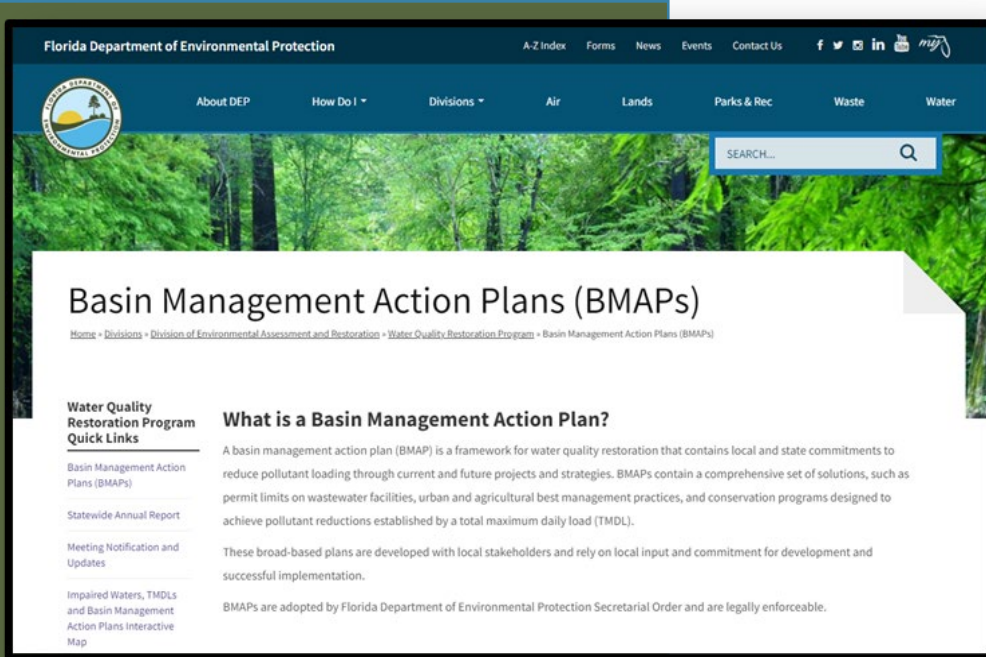 Florida Department of Environmental Protection
A-Z Index Forms News Events Contact Us
FLORIDA DEPARTMENT OF ENVIRONMENTAL PROTECTION
About DEP How Do I Divisions Air Lands Parks & Rec Waste Water
SEARCH...
Basin Management Action Plans (BMAPs)
Home » Divisions » Division of Environmental Assessment and Restoration » Water Quality Restoration Program » Basin Management Action Plans (BMAPs)
Water Quality
Restoration Program
Quick Links
Basin Management Action
Plans (BMAPs)
Statewide Annual Report
Meeting Notification and
Updates
Impaired Waters, TMDLs
and Basin Management
Action Plans Interactive
Map
What is a Basin Management Action Plan?
A basin management action plan (BMAP) is a framework for water quality restoration that contains local and state commitments to
reduce pollutant loading through current and future projects and strategies. BMAPs contain a comprehensive set of solutions, such as
permit limits on wastewater facilities, urban and agricultural best management practices, and conservation programs designed to
achieve pollutant reductions established by a total maximum daily load (TMDL).
These broad-based plans are developed with local stakeholders and rely on local input and commitment for development and
successful implementation.
BMAPs are adopted by Florida Department of Environmental Protection Secretarial Order and are legally enforceable.